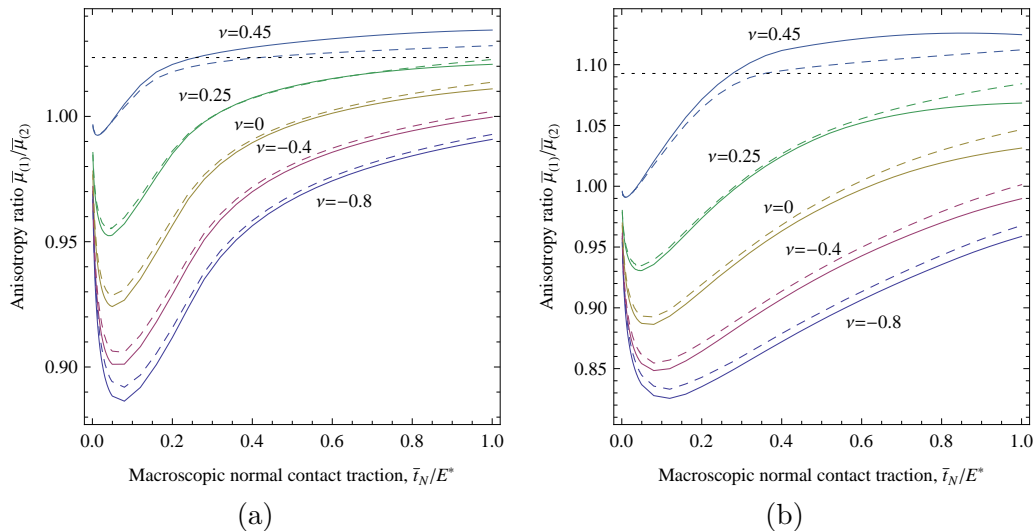 1.00
0.95
0.90
0.0
0.2
0.4
0.6
0.8
1.0
Anisotropy ratio μ̅(1)/μ̅(2)
Macroscopic normal contact traction, t̅N/E*
ν=0.45
ν=0.25
ν=0
ν=−0.4
ν=−0.8
(a)
1.10
1.05
1.00
0.95
0.90
0.85
0.0
0.2
0.4
0.6
0.8
1.0
Anisotropy ratio μ̅(1)/μ̅(2)
Macroscopic normal contact traction, t̅N/E*
ν=0.45
ν=0.25
ν=0
ν=−0.4
ν=−0.8
(b)